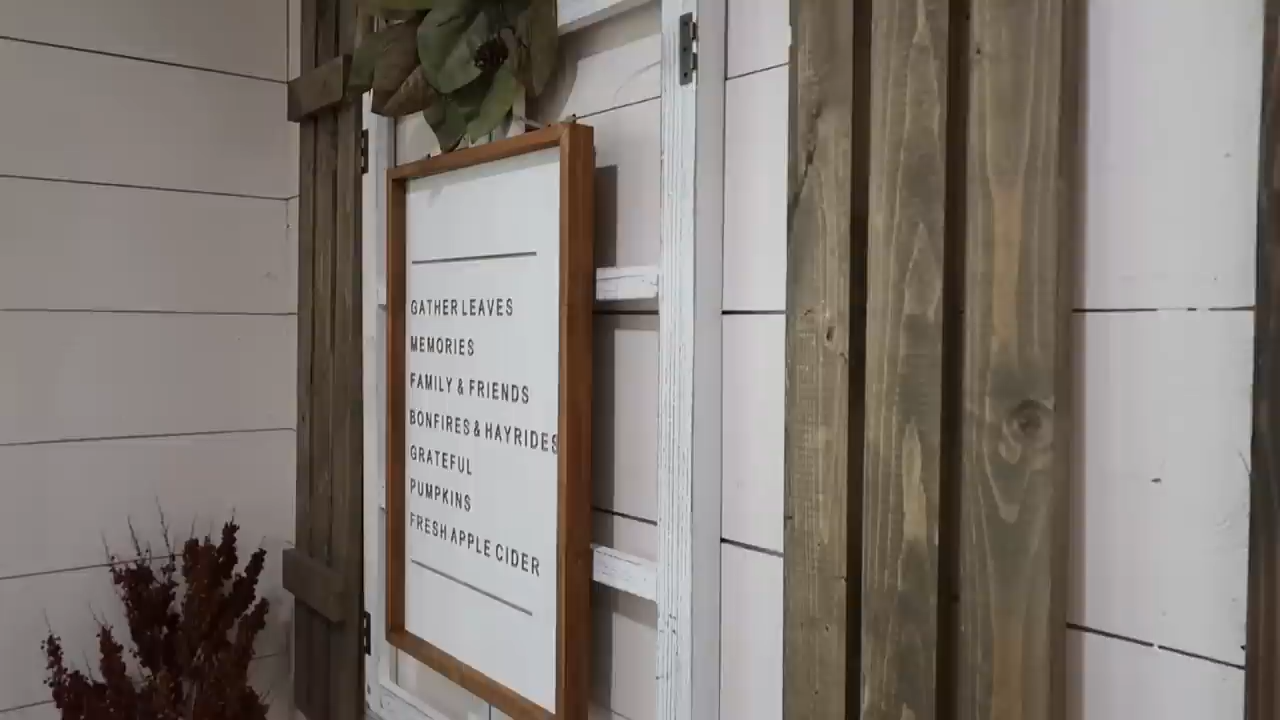 GATHER LEAVES
MEMORIES
FAMILY & FRIENDS
BONFIRES & HAYRIDES
GRATEFUL
PUMPKINS
FRESH APPLE CIDER